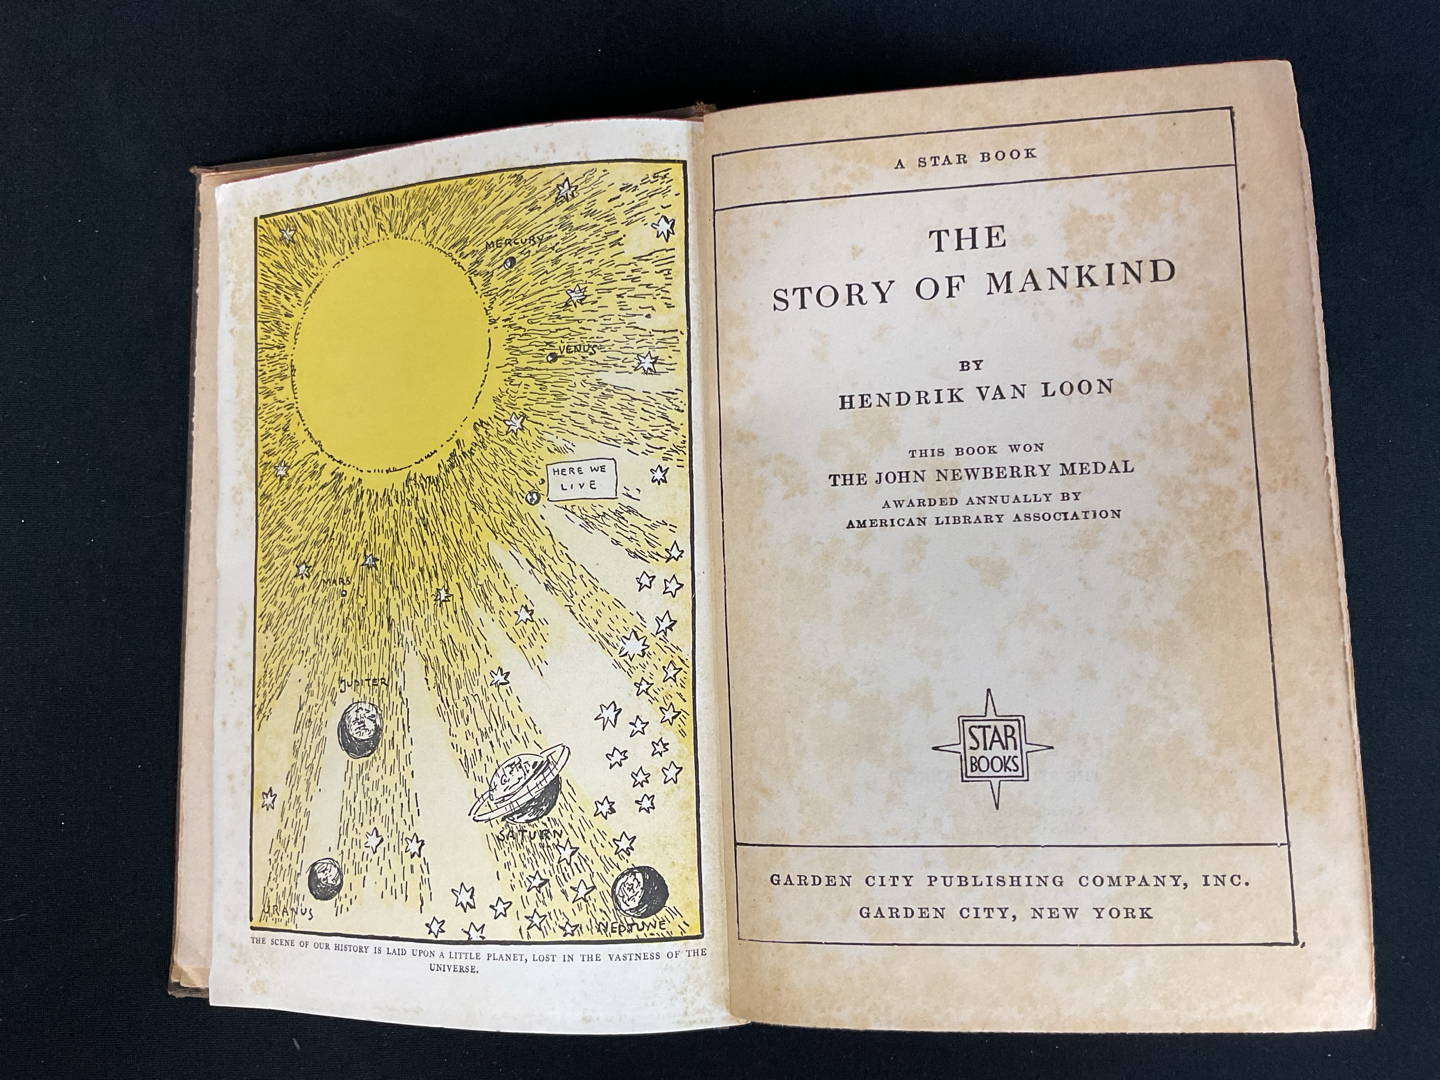 MERCURY
VENUS
HERE WE
LIVE
MARS
JUPITER
SATURN
URANUS
NEPTUNE
THE SCENE OF OUR HISTORY IS LAID UPON A LITTLE PLANET, LOST IN THE VASTNESS OF THE
UNIVERSE.
A STAR BOOK
THE
STORY OF MANKIND
BY
HENDRIK VAN LOON
THIS BOOK WON
THE JOHN NEWBERRY MEDAL
AWARDED ANNUALLY BY
AMERICAN LIBRARY ASSOCIATION
STAR
BOOKS
GARDEN CITY PUBLISHING COMPANY, INC.
GARDEN CITY, NEW YORK